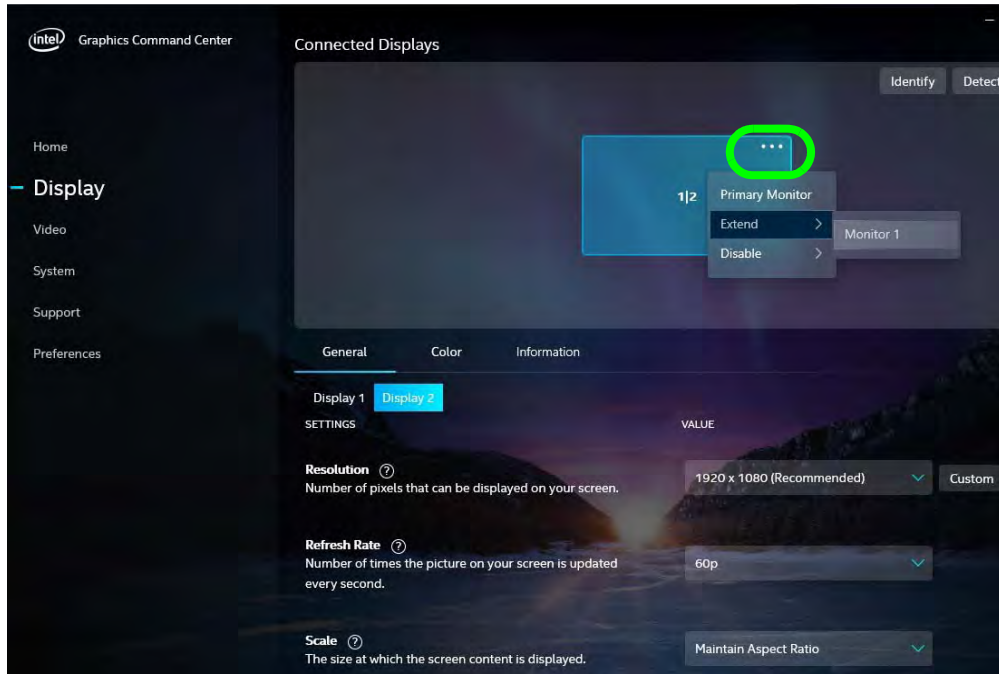 intel Graphics Command Center
Connected Displays
Identify Detect
Home
Display
Video
System
Support
Preferences
1|2
Primary Monitor
Extend
Monitor 1
Disable
General Color Information
Display 1 Display 2
SETTINGS VALUE
Resolution ?
Number of pixels that can be displayed on your screen.
1920 x 1080 (Recommended) Custom
Refresh Rate ?
Number of times the picture on your screen is updated
every second.
60p
Scale ?
The size at which the screen content is displayed.
Maintain Aspect Ratio